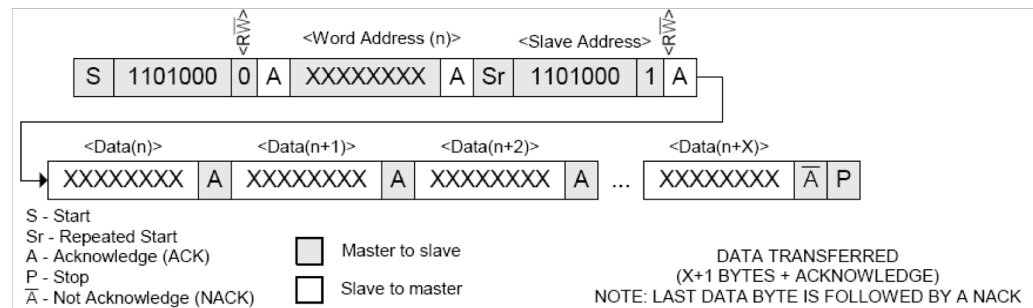 <RW̅> <Word Address (n)> <Slave Address> <RW̅>
S 1101000 0 A XXXXXXXX A Sr 1101000 1 A
<Data(n)> <Data(n+1)> <Data(n+2)> <Data(n+X)>
XXXXXXXX A XXXXXXXX A XXXXXXXX A ... XXXXXXXX A̅ P
S - Start
Sr - Repeated Start
A - Acknowledge (ACK)
P - Stop
A̅ - Not Acknowledge (NACK)
Master to slave
Slave to master
DATA TRANSFERRED
(X+1 BYTES + ACKNOWLEDGE)
NOTE: LAST DATA BYTE IS FOLLOWED BY A NACK